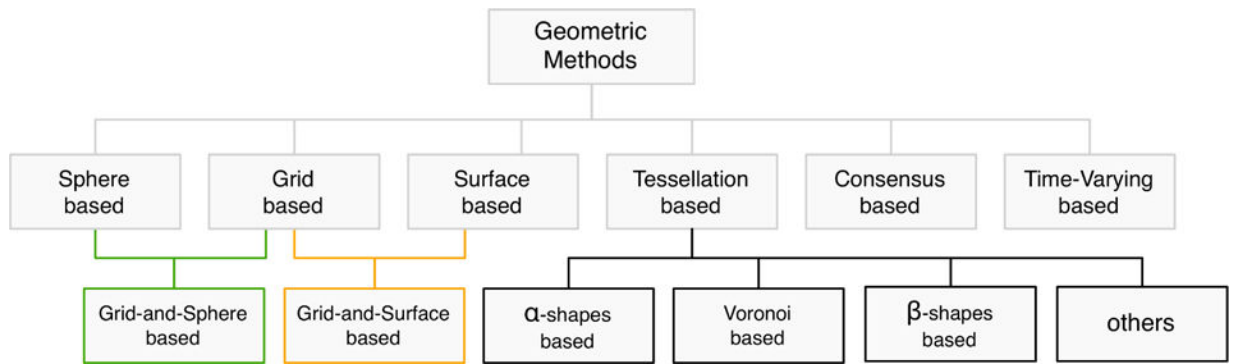 Geometric
Methods
Sphere
based
Grid
based
Surface
based
Tessellation
based
Consensus
based
Time-Varying
based
Grid-and-Sphere
based
Grid-and-Surface
based
α-shapes
based
Voronoi
based
β-shapes
based
others